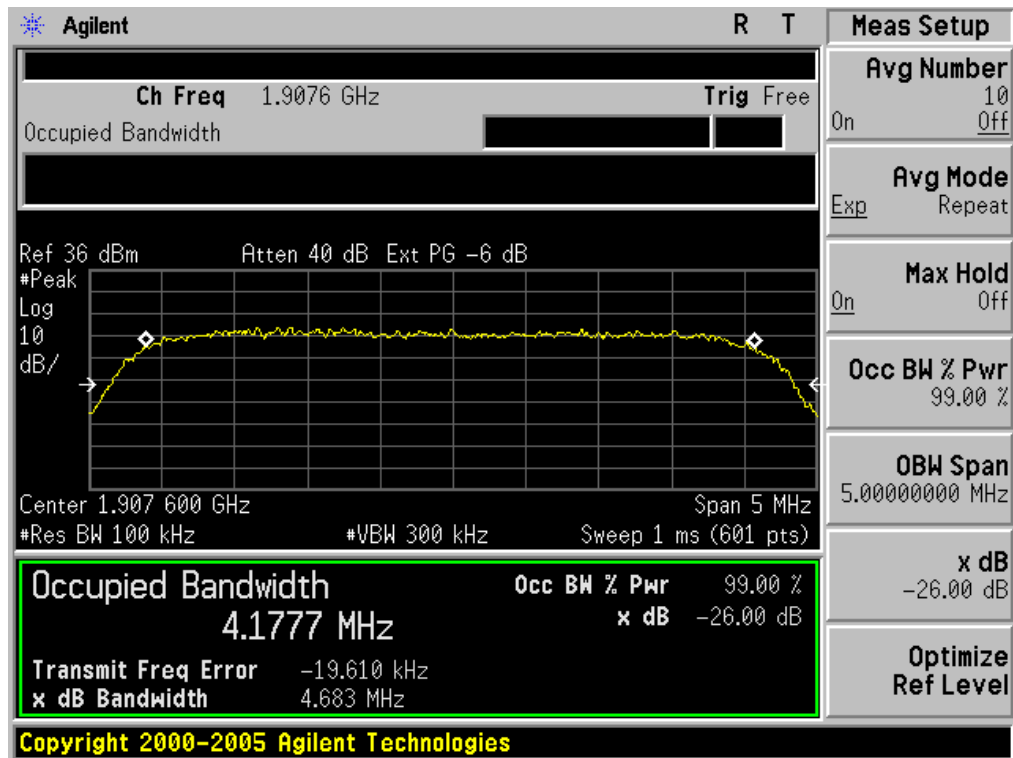 Agilent R T
Meas Setup
Ch Freq 1.9076 GHz Trig Free
Occupied Bandwidth
Ref 36 dBm Atten 40 dB Ext PG -6 dB
#Peak
Log
10
dB/
Center 1.907 600 GHz Span 5 MHz
#Res BW 100 kHz #VBW 300 kHz Sweep 1 ms (601 pts)
Occupied Bandwidth Occ BW % Pwr 99.00 %
4.1777 MHz x dB -26.00 dB
Transmit Freq Error -19.610 kHz
x dB Bandwidth 4.683 MHz
Avg Number
10
On Off
Avg Mode
Exp Repeat
Max Hold
On Off
Occ BW % Pwr
99.00 %
OBW Span
5.00000000 MHz
x dB
-26.00 dB
Optimize
Ref Level
Copyright 2000-2005 Agilent Technologies